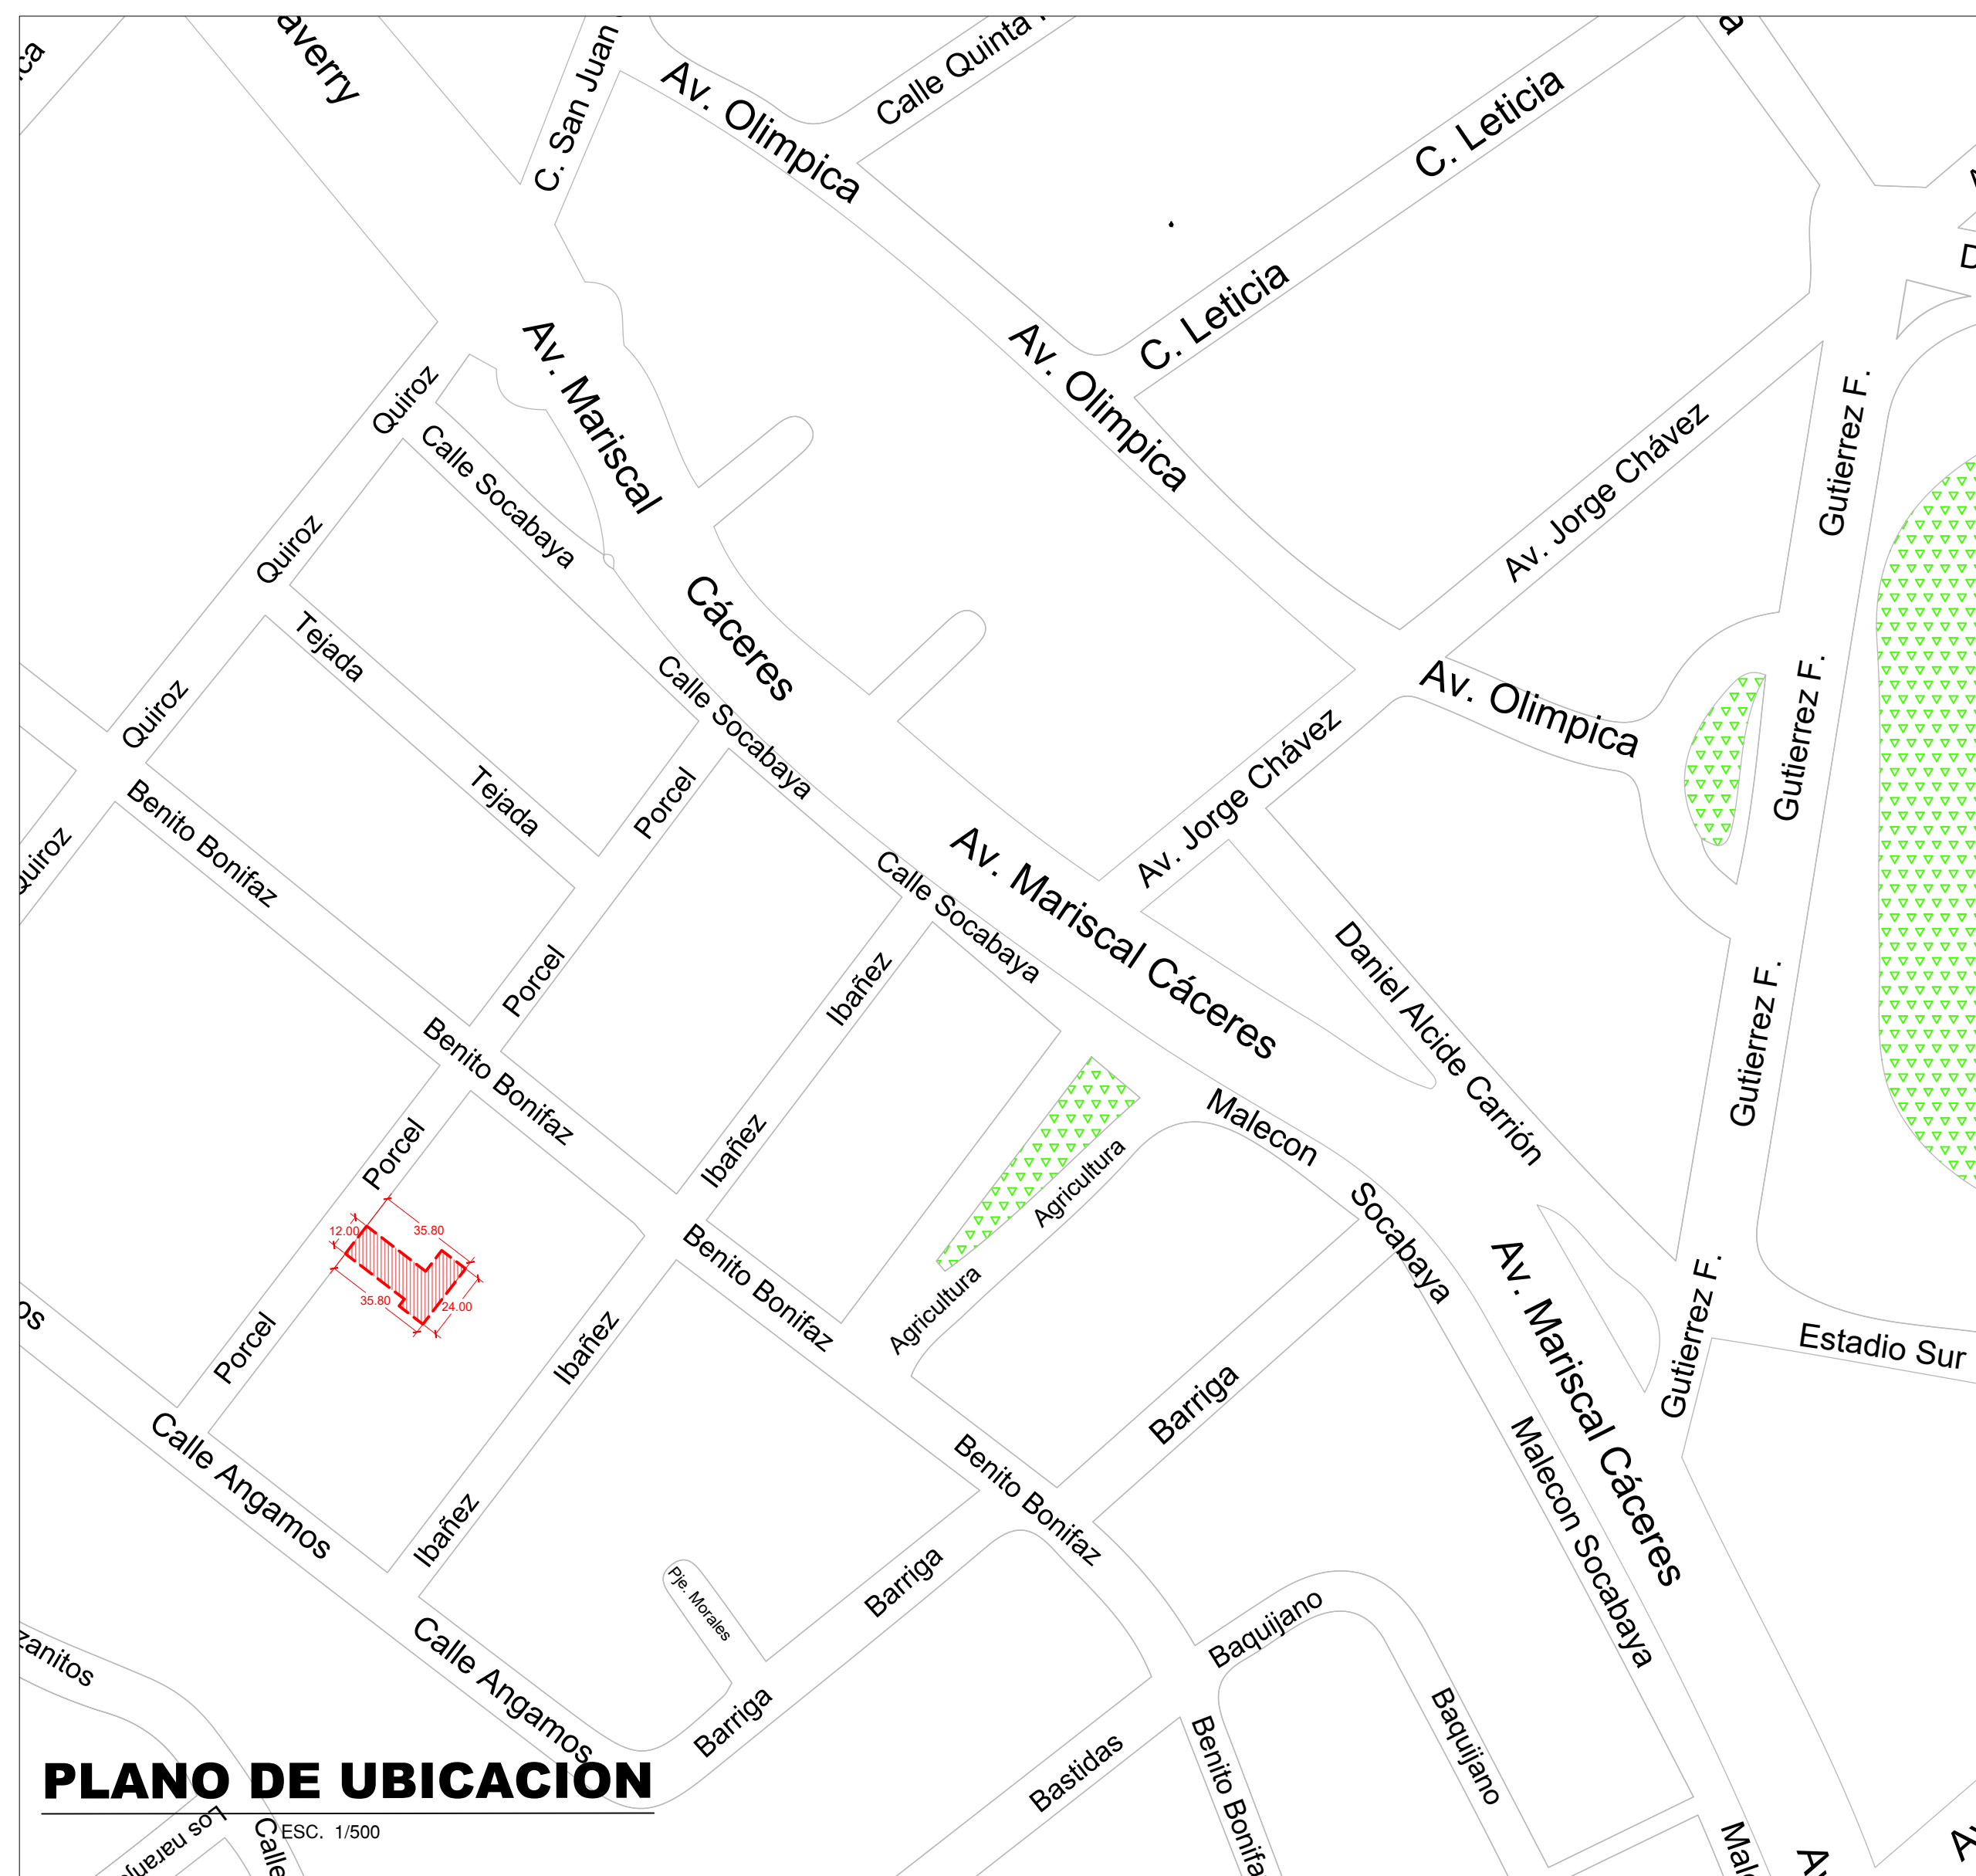 C. San Juan
Av. Olimpica
Calle Quinta
C. Leticia
C. Leticia
Av. Olimpica
Av. Mariscal
Cáceres
Quiroz
Calle Socabaya
Quiroz
Tejada
Quiroz
Tejada
Benito Bonifaz
Calle Socabaya
Porcel
Av. Jorge Chávez
Gutierrez F.
Av. Olimpica
Gutierrez F.
Av. Jorge Chávez
Calle Socabaya
Av. Mariscal Cáceres
Daniel Alcide Carrión
Gutierrez F.
Porcel
Ibañez
Benito Bonifaz
Porcel
Ibañez
Malecon
Socabaya
Agricultura
Agricultura
12.00
35.80
35.80
24.00
Benito Bonifaz
Porcel
Ibañez
Av. Mariscal Cáceres
Gutierrez F.
Estadio Sur
Barriga
Malecon Socabaya
Calle Angamos
Ibañez
Benito Bonifaz
Pje. Morales
Barriga
Baquijano
Calle Angamos
Barriga
Baquijano
Bastidas
PLANO DE UBICACION
ESC. 1/500
Calle